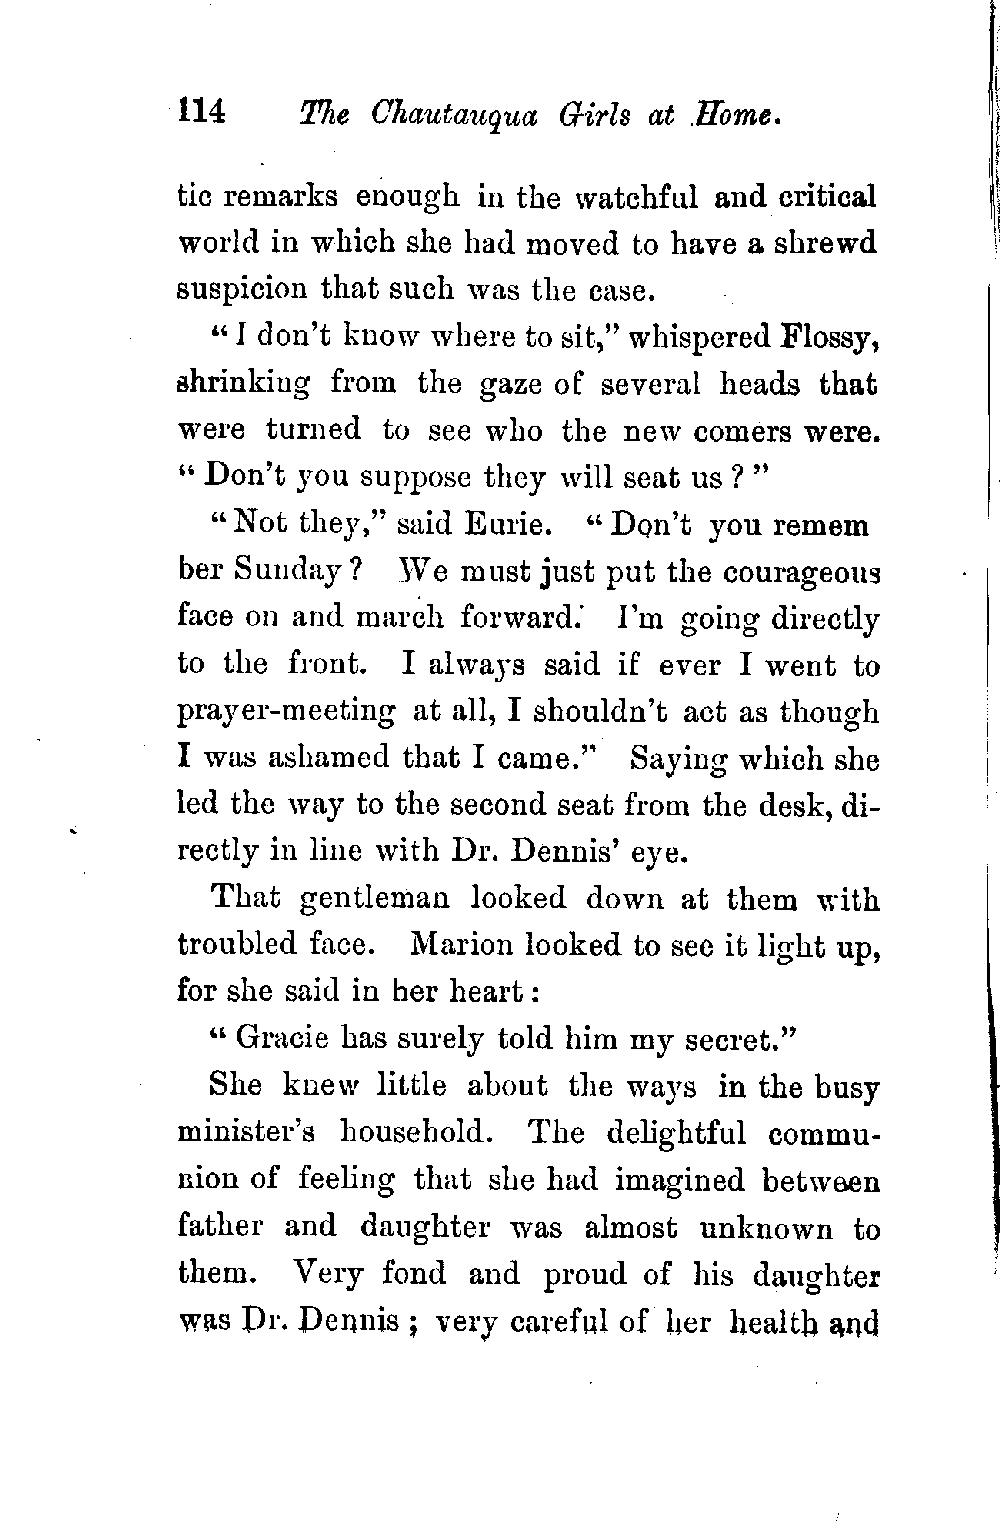 114 The Chautauqua Girls at Home.
tic remarks enough in the watchful and critical
world in which she had moved to have a shrewd
suspicion that such was the case.
“ I don’t know where to sit,” whispered Flossy,
shrinking from the gaze of several heads that
were turned to see who the new comers were.
“ Don’t you suppose they will seat us ? ”
“ Not they,” said Eurie. “ Don’t you remem
ber Sunday ? We must just put the courageous
face on and march forward. I’m going directly
to the front. I always said if ever I went to
prayer-meeting at all, I shouldn’t act as though
I was ashamed that I came.” Saying which she
led the way to the second seat from the desk, di-
rectly in line with Dr. Dennis’ eye.
That gentleman looked down at them with
troubled face. Marion looked to see it light up,
for she said in her heart :
“ Gracie has surely told him my secret.”
She knew little about the ways in the busy
minister’s household. The delightful commu-
nion of feeling that she had imagined between
father and daughter was almost unknown to
them. Very fond and proud of his daughter
was Dr. Dennis ; very careful of her health and